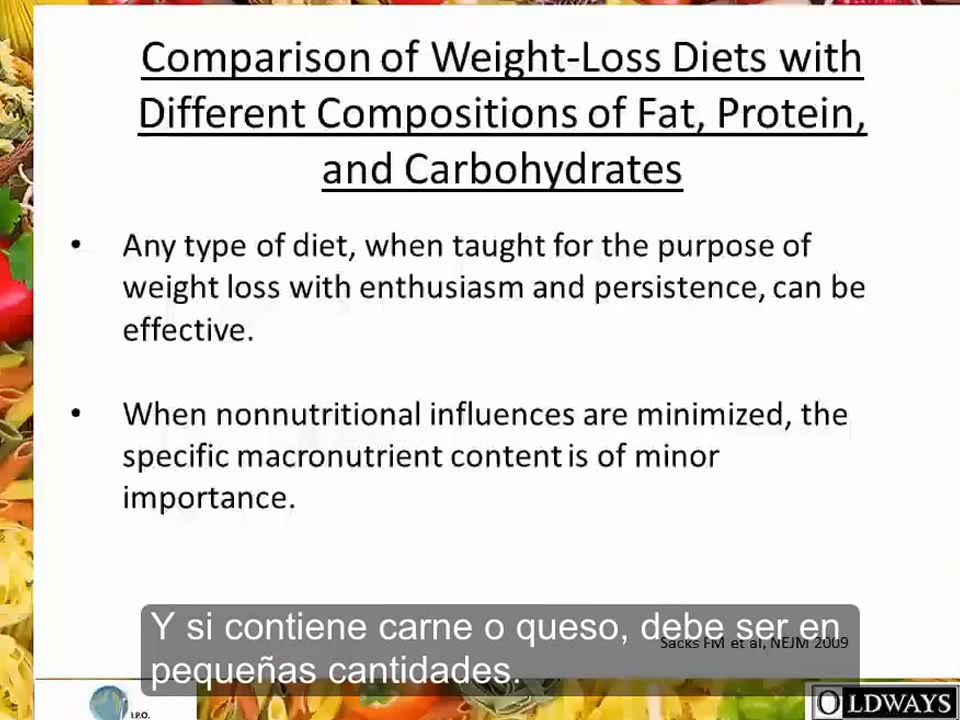 Comparison of Weight-Loss Diets with
Different Compositions of Fat, Protein,
and Carbohydrates
• Any type of diet, when taught for the purpose of
weight loss with enthusiasm and persistence, can be
effective.
• When nonnutritional influences are minimized, the
specific macronutrient content is of minor
importance.
Y si contiene carne o queso, debe ser en
pequeñas cantidades.
Sacks FM et al, NEJM 2009
I.P.O.
OLDWAYS